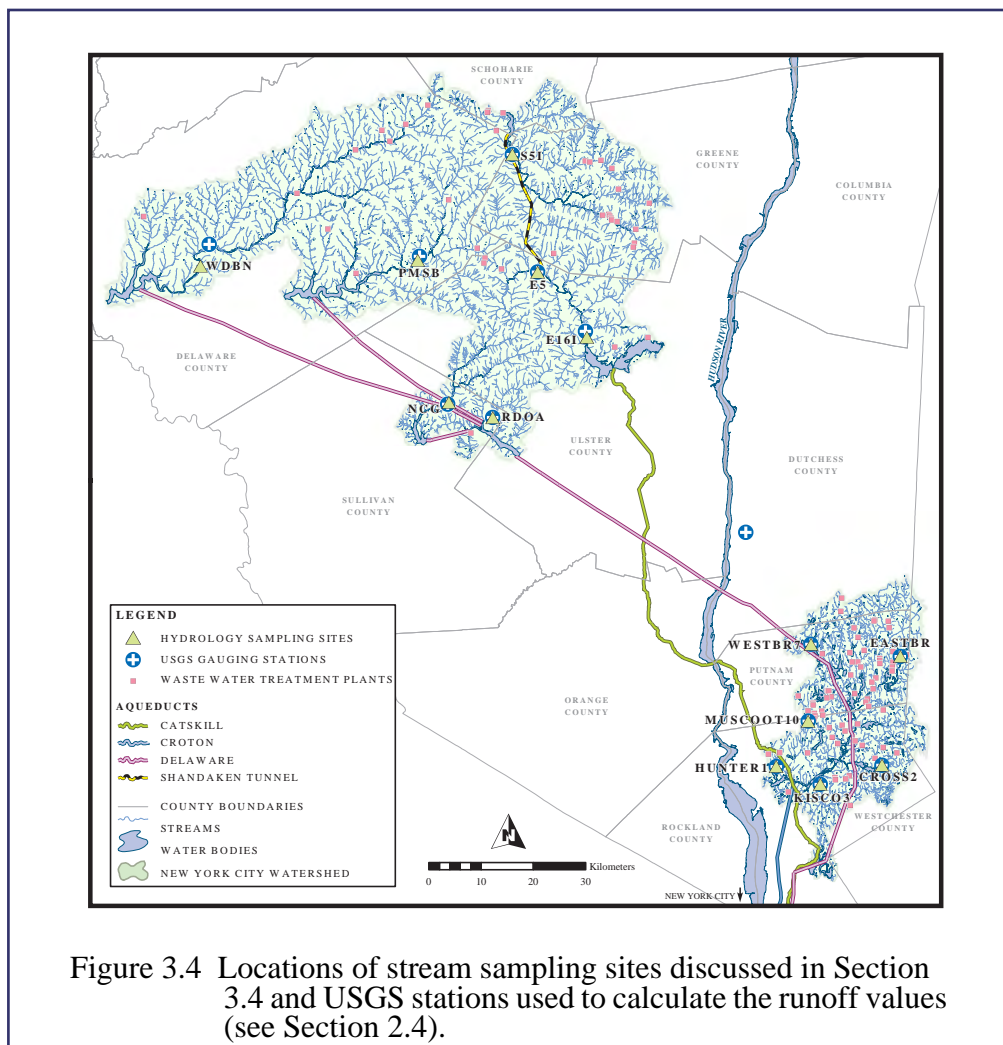 SCHOHARIE
COUNTY
GREENE
COUNTY
COLUMBIA
COUNTY
S5I
WDBN
PMSB
E5
E16I
HUDSON RIVER
DELAWARE
COUNTY
NCG
RDOA
ULSTER
COUNTY
DUTCHESS
COUNTY
SULLIVAN
COUNTY
LEGEND
HYDROLOGY SAMPLING SITES
USGS GAUGING STATIONS
WASTE WATER TREATMENT PLANTS
AQUEDUCTS
CATSKILL
CROTON
DELAWARE
SHANDAKEN TUNNEL
COUNTY BOUNDARIES
STREAMS
WATER BODIES
NEW YORK CITY WATERSHED
WESTBR7
EASTBR
PUTNAM
COUNTY
ORANGE
COUNTY
MUSCOOT10
HUNTER1
CROSS2
KISCO3
WESTCHESTER
COUNTY
ROCKLAND
COUNTY
N
Kilometers
0 10 20 30
NEW YORK CITY
Figure 3.4 Locations of stream sampling sites discussed in Section
3.4 and USGS stations used to calculate the runoff values
(see Section 2.4).